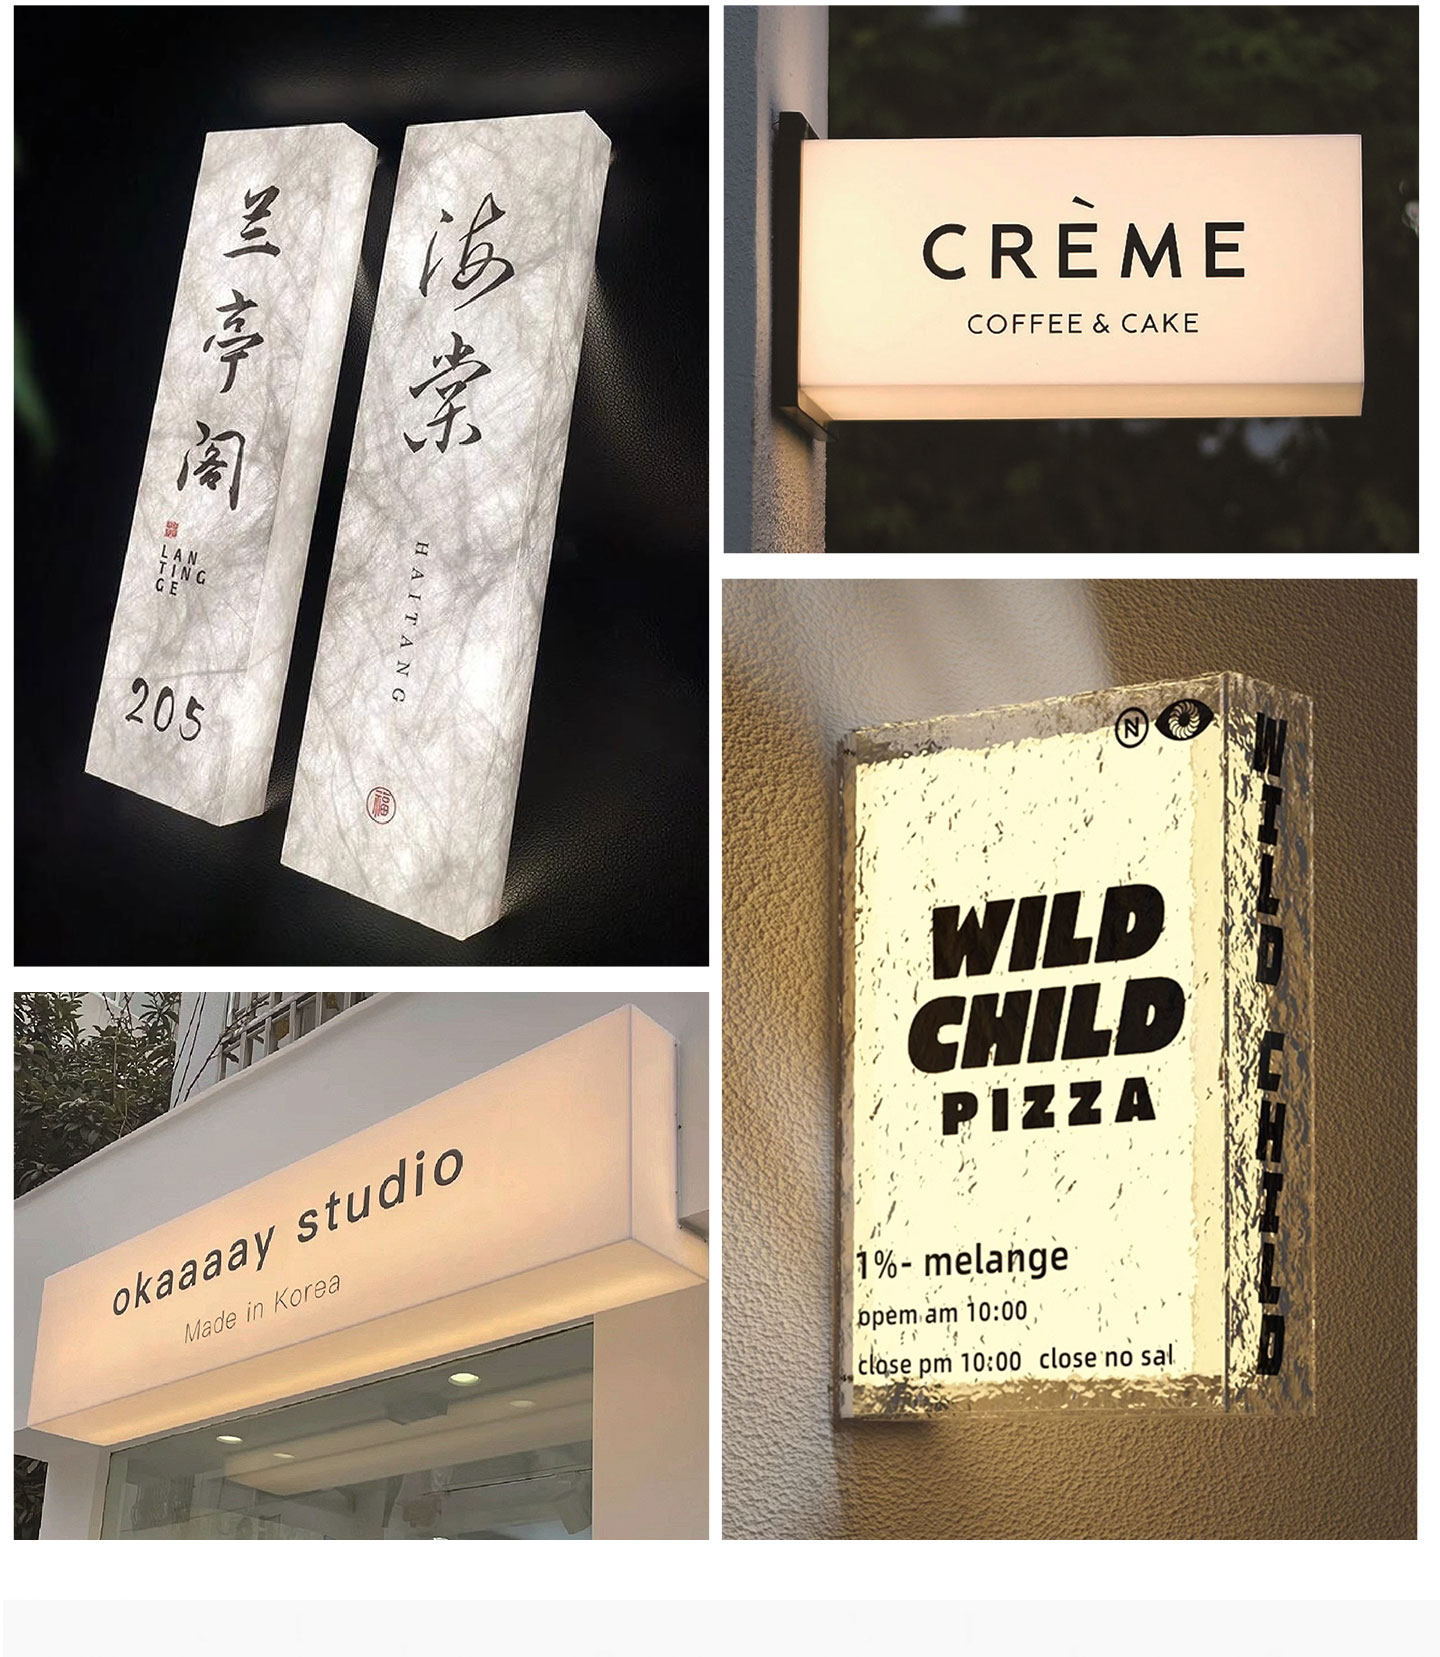 兰亭阁
LAN
TING
GE
205
海棠
HAITANG
福
CRÈME
COFFEE & CAKE
okaaaay studio
Made in Korea
N
WILD
CHILD
PIZZA
1%- melange
opem am 10:00
close pm 10:00 close no sal
WILD CHILD